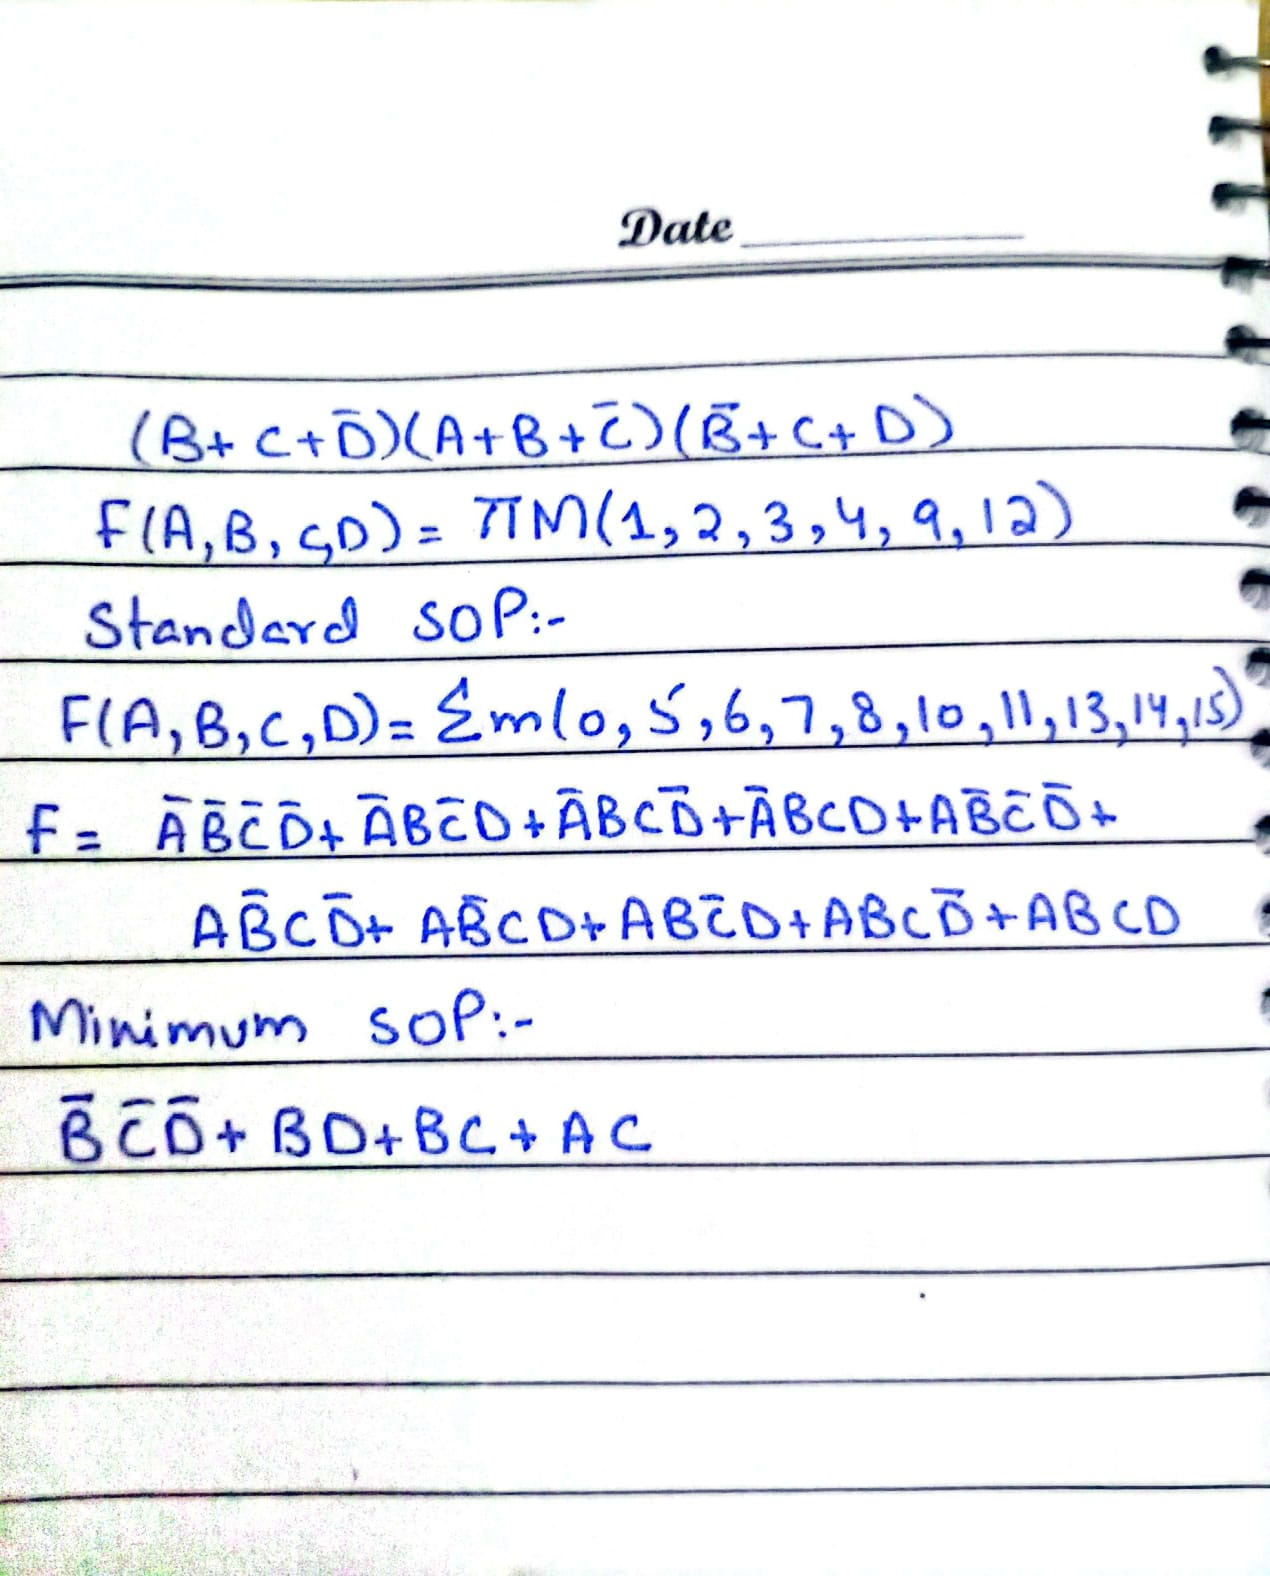 Date
(B+C+D̄)(A+B+C̄)(B̄+C+D)
F(A,B,C,D)= πM(1,2,3,4,9,12)
Standard SOP:-
F(A,B,C,D)= Σm(0,5,6,7,8,10,11,13,14,15)
F= ĀB̄C̄D̄+ĀBC̄D+ĀBCD̄+ĀBCD+AB̄C̄D̄+
AB̄CD̄+AB̄CD+ABC̄D+ABCD̄+ABCD
Minimum SOP:-
B̄C̄D̄+BD+BC+AC